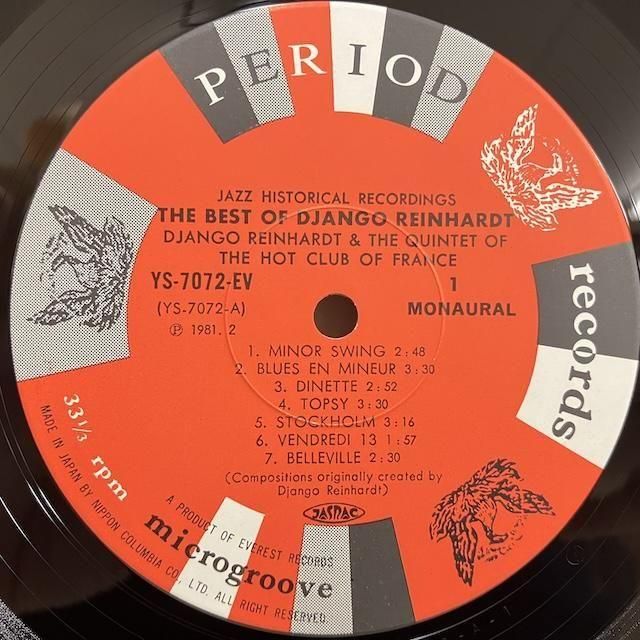 PERIOD
JAZZ HISTORICAL RECORDINGS
THE BEST OF DJANGO REINHARDT
DJANGO REINHARDT & THE QUINTET OF
THE HOT CLUB OF FRANCE
YS-7072-EV 1
(YS-7072-A) MONAURAL
Ⓟ 1981. 2
1. MINOR SWING 2:48
2. BLUES EN MINEUR 3:30
3. DINETTE 2:52
4. TOPSY 3:30
5. STOCKHOLM 3:16
6. VENDREDI 13 1:57
7. BELLEVILLE 2:30
(Compositions originally created by
Django Reinhardt)
JASRAC
records
33 1/3 rpm
microgroove
A PRODUCT OF EVEREST RECORDS
MADE IN JAPAN BY NIPPON COLUMBIA CO., LTD. ALL RIGHT RESERVED